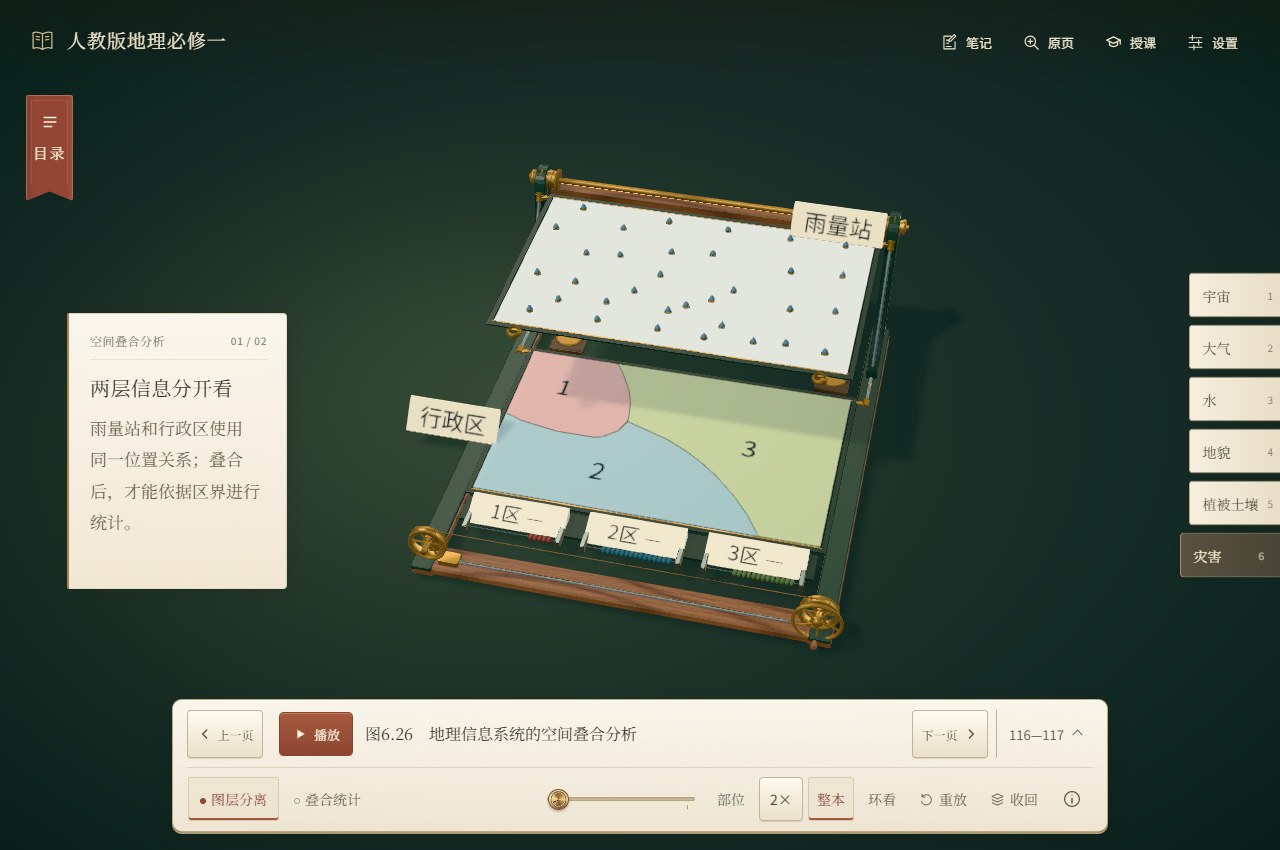 人教版地理必修一
笔记
原页
授课
设置
目录
雨量站
行政区
1
2
3
1区 —
2区 —
3区 —
空间叠合分析
01 / 02
两层信息分开看
雨量站和行政区使用
同一位置关系；叠合
后，才能依据区界进行
统计。
宇宙 1
大气 2
水 3
地貌 4
植被土壤 5
灾害 6
上一页
播放
图6.26 地理信息系统的空间叠合分析
下一页
116—117
图层分离
叠合统计
部位
2×
整本
环看
重放
收回